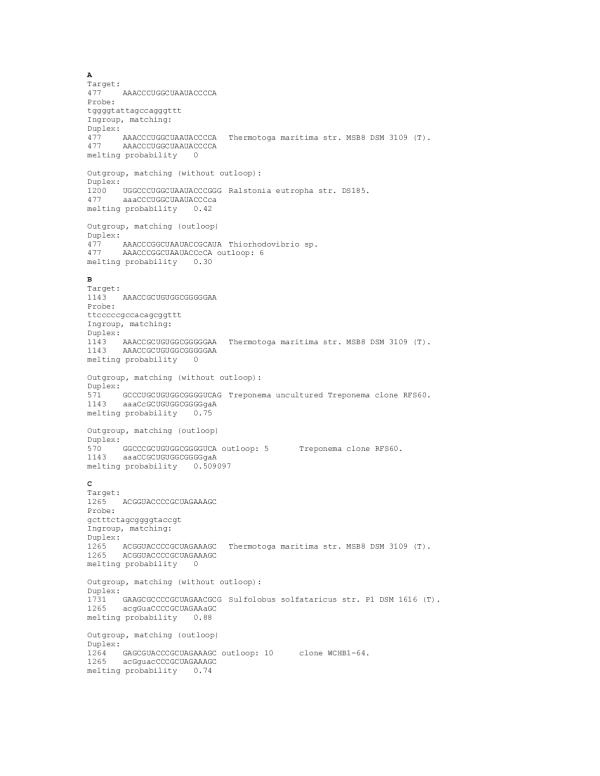 A
Target:
477 AAACCCUGGCUAAUACCCCA
Probe:
tggggtattagccagggttt
Ingroup, matching:
Duplex:
477 AAACCCUGGCUAAUACCCCA Thermotoga maritima str. MSB8 DSM 3109 (T).
477 AAACCCUGGCUAAUACCCCA
melting probability 0
Outgroup, matching (without outloop):
Duplex:
1200 UGGCCCUGGCUAAUACCCGGG Ralstonia eutropha str. DS185.
477 aaaCCCUGGCUAAUACCCca
melting probability 0.42
Outgroup, matching (outloop)
Duplex:
477 AAACCCGGCUAAUACCGCAUA Thiorhodovibrio sp.
477 AAACCCGGCUAAUACCcCA outloop: 6
melting probability 0.30
B
Target:
1143 AAACCGCUGUGGCGGGGGAA
Probe:
ttcccccgccacagcggttt
Ingroup, matching:
Duplex:
1143 AAACCGCUGUGGCGGGGGAA Thermotoga maritima str. MSB8 DSM 3109 (T).
1143 AAACCGCUGUGGCGGGGGAA
melting probability 0
Outgroup, matching (without outloop):
Duplex:
571 GCCCUGCUGUGGCGGGGUCAG Treponema uncultured Treponema clone RFS60.
1143 aaaCcGCUGUGGCGGGGgaA
melting probability 0.75
Outgroup, matching (outloop)
Duplex:
570 GGCCCGCUGUGGCGGGGUCA outloop: 5 Treponema clone RFS60.
1143 aaaCCGCUGUGGCGGGGgaA
melting probability 0.509097
C
Target:
1265 ACGGUACCCCGCUAGAAAGC
Probe:
gctttctagcggggtaccgt
Ingroup, matching:
Duplex:
1265 ACGGUACCCCGCUAGAAAGC Thermotoga maritima str. MSB8 DSM 3109 (T).
1265 ACGGUACCCCGCUAGAAAGC
melting probability 0
Outgroup, matching (without outloop):
Duplex:
1731 GAAGCGCCCCGCUAGAACGCG Sulfolobus solfataricus str. P1 DSM 1616 (T).
1265 acgGuaCCCCGCUAGAAaGC
melting probability 0.88
Outgroup, matching (outloop)
Duplex:
1264 GAGCGUACCCGCUAGAAAGC outloop: 10 clone WCHB1-64.
1265 acGguacCCCGCUAGAAAGC
melting probability 0.74